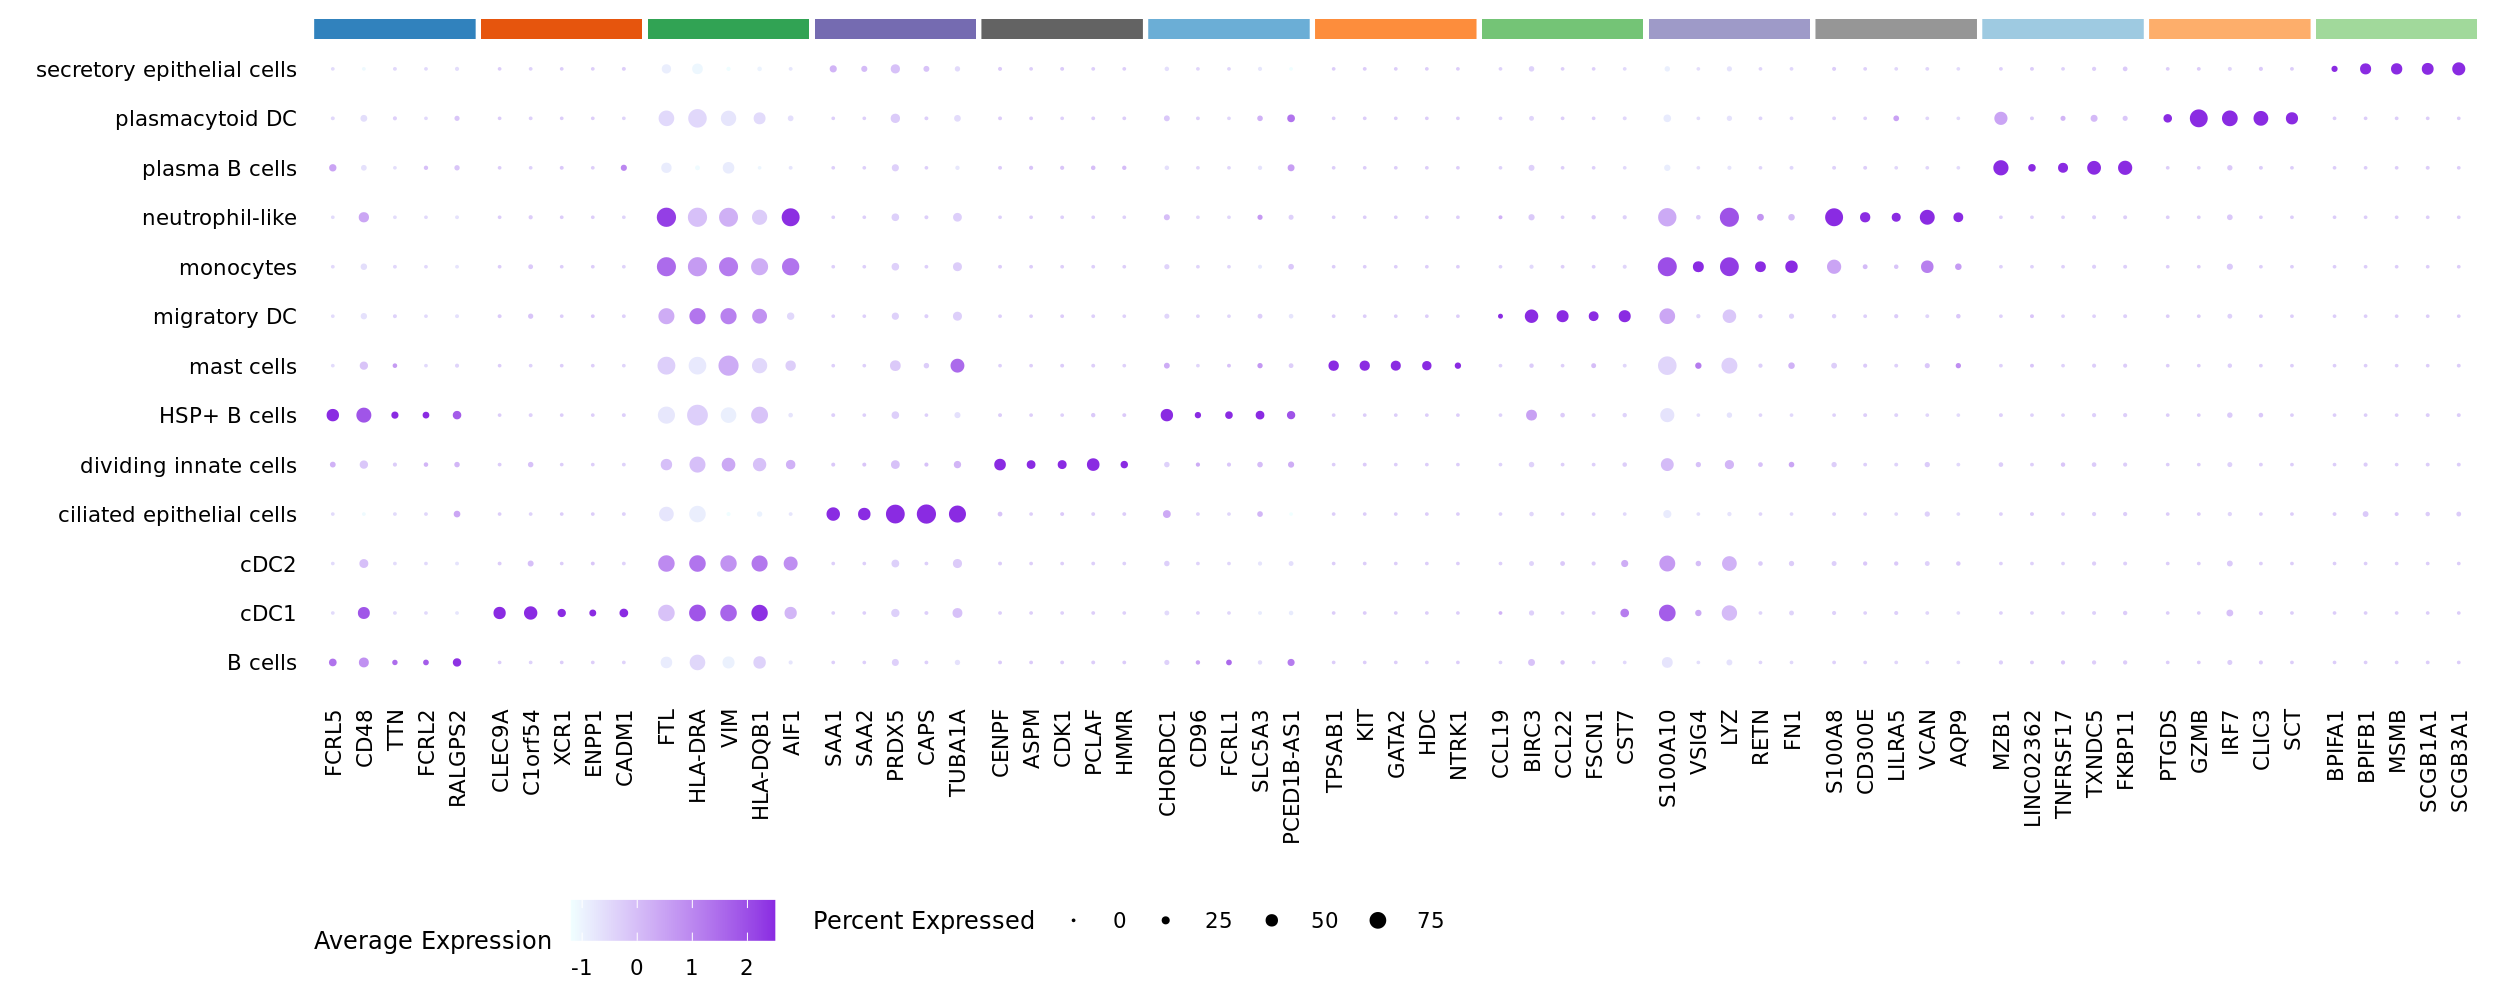 secretory epithelial cells
plasmacytoid DC
plasma B cells
neutrophil-like
monocytes
migratory DC
mast cells
HSP+ B cells
dividing innate cells
ciliated epithelial cells
cDC2
cDC1
B cells
FCRL5
CD48
TTN
FCRL2
RALGPS2
CLEC9A
C1orf54
XCR1
ENPP1
CADM1
FTL
HLA-DRA
VIM
HLA-DQB1
AIF1
SAA1
SAA2
PRDX5
CAPS
TUBA1A
CENPF
ASPM
CDK1
PCLAF
HMMR
CHORDC1
CD96
FCRL1
SLC5A3
PCED1B-AS1
TPSAB1
KIT
GATA2
HDC
NTRK1
CCL19
BIRC3
CCL22
FSCN1
CST7
S100A10
VSIG4
LYZ
RETN
FN1
S100A8
CD300E
LILRA5
VCAN
AQP9
MZB1
LINC02362
TNFRSF17
TXNDC5
FKBP11
PTGDS
GZMB
IRF7
CLIC3
SCT
BPIFA1
BPIFB1
MSMB
SCGB1A1
SCGB3A1
Average Expression
-1 0 1 2
Percent Expressed 0 25 50 75